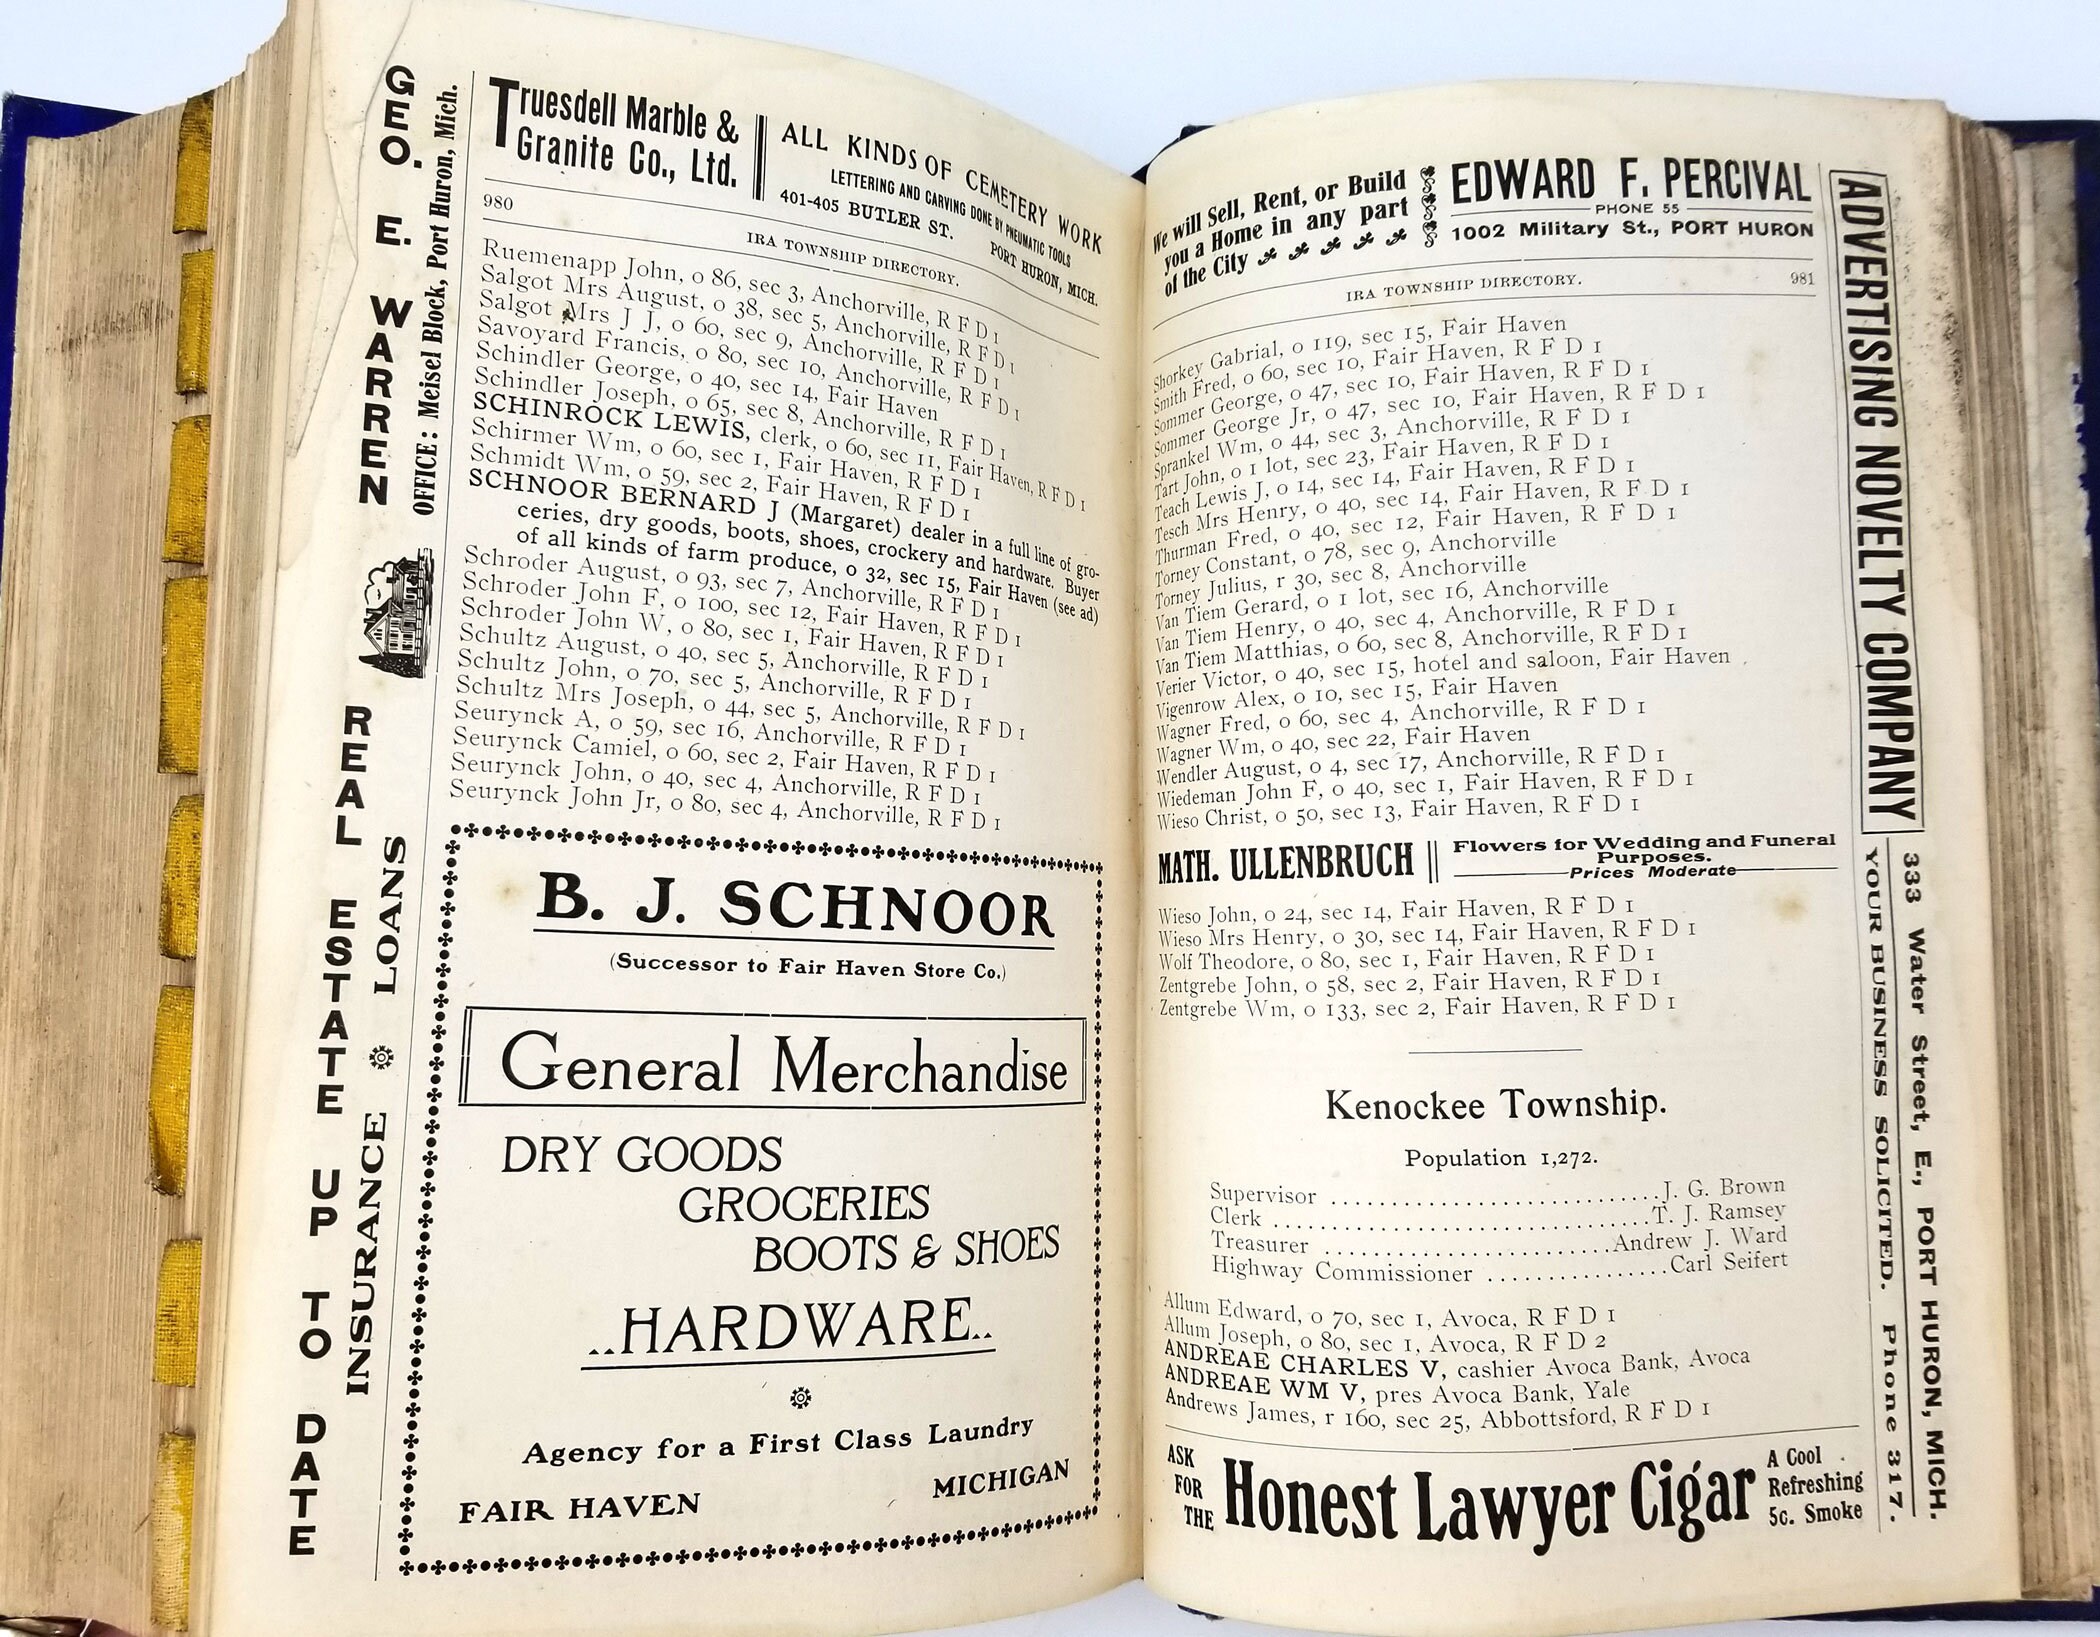 GEO. E. WARREN
OFFICE: Meisel Block, Port Huron, Mich.
REAL ESTATE UP TO DATE
LOANS
INSURANCE
Truesdell Marble &
Granite Co., Ltd.
ALL KINDS OF CEMETERY WORK
LETTERING AND CARVING DONE BY PNEUMATIC TOOLS
401-405 BUTLER ST. PORT HURON, MICH.
980
IRA TOWNSHIP DIRECTORY.
Ruemenapp John, o 86, sec 3, Anchorville, R F D 1
Salgot Mrs August, o 38, sec 5, Anchorville, R F D 1
Salgot Mrs J J, o 60, sec 9, Anchorville, R F D 1
Savoyard Francis, o 80, sec 10, Anchorville, R F D 1
Schindler George, o 40, sec 14, Fair Haven
Schindler Joseph, o 65, sec 8, Anchorville, R F D 1
SCHINROCK LEWIS, clerk, o 60, sec 11, Fair Haven, R F D 1
Schirmer Wm, o 60, sec 1, Fair Haven, R F D 1
Schmidt Wm, o 59, sec 2, Fair Haven, R F D 1
SCHNOOR BERNARD J (Margaret) dealer in a full line of gro-
ceries, dry goods, boots, shoes, crockery and hardware. Buyer
of all kinds of farm produce, o 32, sec 15, Fair Haven (see ad)
Schroder August, o 93, sec 7, Anchorville, R F D 1
Schroder John F, o 100, sec 12, Fair Haven, R F D 1
Schroder John W, o 80, sec 1, Fair Haven, R F D 1
Schultz August, o 40, sec 5, Anchorville, R F D 1
Schultz John, o 70, sec 5, Anchorville, R F D 1
Schultz Mrs Joseph, o 44, sec 5, Anchorville, R F D 1
Seurynck A, o 59, sec 16, Anchorville, R F D 1
Seurynck Camiel, o 60, sec 2, Fair Haven, R F D 1
Seurynck John, o 40, sec 4, Anchorville, R F D 1
Seurynck John Jr, o 80, sec 4, Anchorville, R F D 1
B. J. SCHNOOR
(Successor to Fair Haven Store Co.)
General Merchandise
DRY GOODS
GROCERIES
BOOTS & SHOES
..HARDWARE..
Agency for a First Class Laundry
FAIR HAVEN MICHIGAN
We will Sell, Rent, or Build
you a Home in any part
of the City
EDWARD F. PERCIVAL
PHONE 55
1002 Military St., PORT HURON
IRA TOWNSHIP DIRECTORY. 981
Shorkey Gabrial, o 119, sec 15, Fair Haven
Smith Fred, o 60, sec 10, Fair Haven, R F D 1
Sommer George, o 47, sec 10, Fair Haven, R F D 1
Sommer George Jr, o 47, sec 10, Fair Haven, R F D 1
Sprankel Wm, o 44, sec 3, Anchorville, R F D 1
Tart John, o 1 lot, sec 23, Fair Haven, R F D 1
Teach Lewis J, o 14, sec 14, Fair Haven, R F D 1
Tesch Mrs Henry, o 40, sec 14, Fair Haven, R F D 1
Thurman Fred, o 40, sec 12, Fair Haven, R F D 1
Torney Constant, o 78, sec 9, Anchorville
Torney Julius, r 30, sec 8, Anchorville
Van Tiem Gerard, o 1 lot, sec 16, Anchorville
Van Tiem Henry, o 40, sec 4, Anchorville, R F D 1
Van Tiem Matthias, o 60, sec 8, Anchorville, R F D 1
Verier Victor, o 40, sec 15, hotel and saloon, Fair Haven
Vigenrow Alex, o 10, sec 15, Fair Haven
Wagner Fred, o 60, sec 4, Anchorville, R F D 1
Wagner Wm, o 40, sec 22, Fair Haven
Wendler August, o 4, sec 17, Anchorville, R F D 1
Wiedeman John F, o 40, sec 1, Fair Haven, R F D 1
Wieso Christ, o 50, sec 13, Fair Haven, R F D 1
MATH. ULLENBRUCH
Flowers for Wedding and Funeral
Purposes.
Prices Moderate
Wieso John, o 24, sec 14, Fair Haven, R F D 1
Wieso Mrs Henry, o 30, sec 14, Fair Haven, R F D 1
Wolf Theodore, o 80, sec 1, Fair Haven, R F D 1
Zentgrebe John, o 58, sec 2, Fair Haven, R F D 1
Zentgrebe Wm, o 133, sec 2, Fair Haven, R F D 1
Kenockee Township.
Population 1,272.
Supervisor ..............................J. G. Brown
Clerk ..................................T. J. Ramsey
Treasurer ..........................Andrew J. Ward
Highway Commissioner ................Carl Seifert
Allum Edward, o 70, sec 1, Avoca, R F D 1
Allum Joseph, o 80, sec 1, Avoca, R F D 2
ANDREAE CHARLES V, cashier Avoca Bank, Avoca
ANDREAE WM V, pres Avoca Bank, Yale
Andrews James, r 160, sec 25, Abbottsford, R F D 1
ASK
FOR
THE
Honest Lawyer Cigar
A Cool
Refreshing
5c. Smoke
ADVERTISING NOVELTY COMPANY
333 Water Street, E., PORT HURON, MICH.
YOUR BUSINESS SOLICITED. Phone 317.